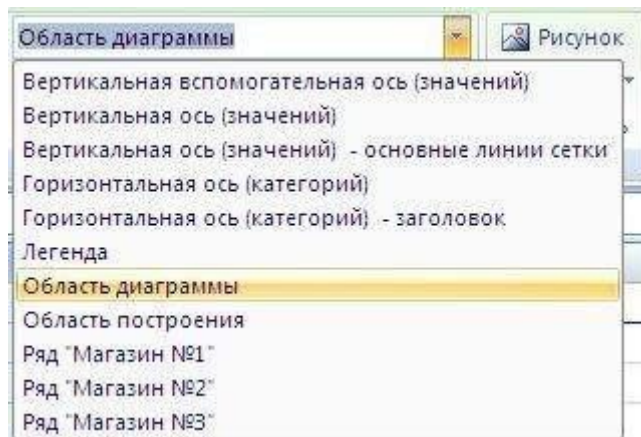 Область диаграммы
Рисунок
Вертикальная вспомогательная ось (значений)
Вертикальная ось (значений)
Вертикальная ось (значений) - основные линии сетки
Горизонтальная ось (категорий)
Горизонтальная ось (категорий) - заголовок
Легенда
Область диаграммы
Область построения
Ряд "Магазин №1"
Ряд "Магазин №2"
Ряд "Магазин №3"